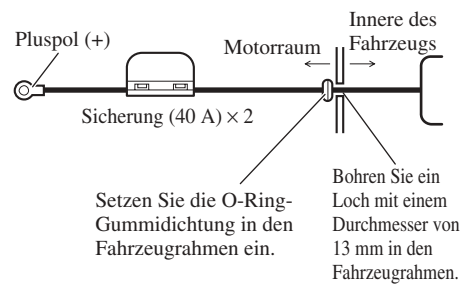 Pluspol (+)
Motorraum
Innere des
Fahrzeugs
Sicherung (40 A) × 2
Setzen Sie die O-Ring-
Gummidichtung in den
Fahrzeugrahmen ein.
Bohren Sie ein
Loch mit einem
Durchmesser von
13 mm in den
Fahrzeugrahmen.